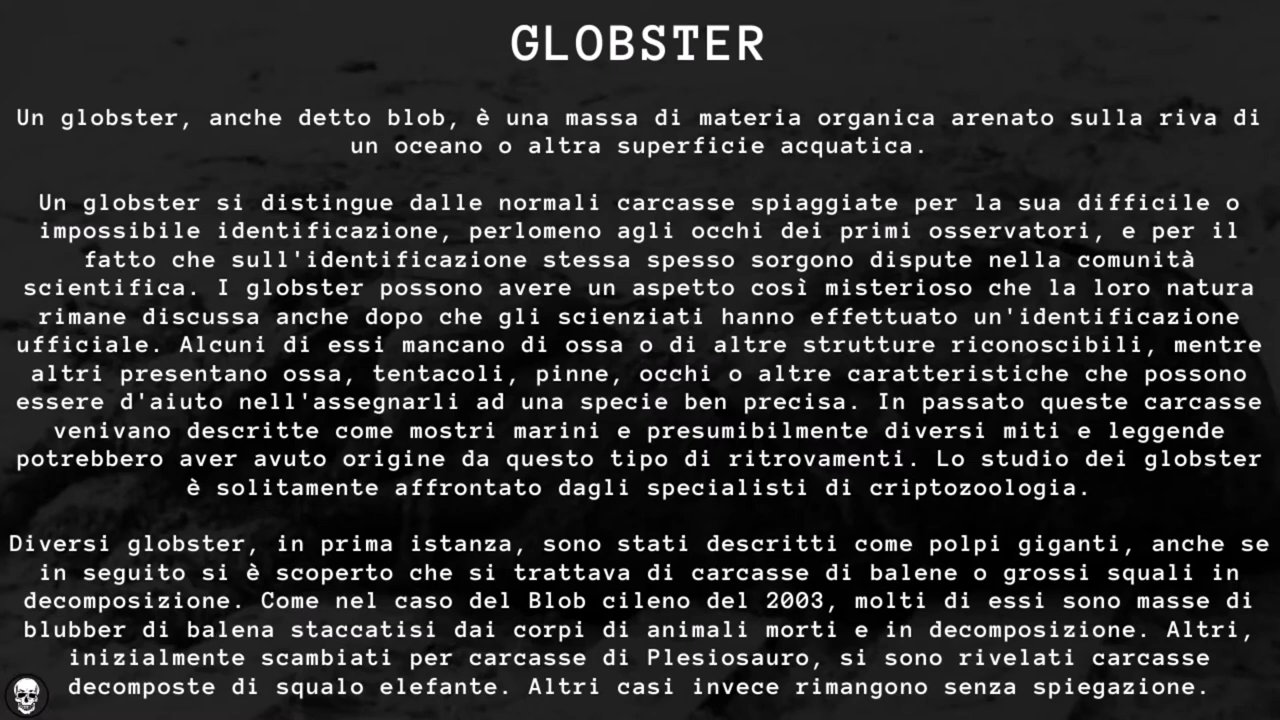 GLOBSTER
Un globster, anche detto blob, è una massa di materia organica arenato sulla riva di
un oceano o altra superficie acquatica.
Un globster si distingue dalle normali carcasse spiaggiate per la sua difficile o
impossibile identificazione, perlomeno agli occhi dei primi osservatori, e per il
fatto che sull'identificazione stessa spesso sorgono dispute nella comunità
scientifica. I globster possono avere un aspetto così misterioso che la loro natura
rimane discussa anche dopo che gli scienziati hanno effettuato un'identificazione
ufficiale. Alcuni di essi mancano di ossa o di altre strutture riconoscibili, mentre
altri presentano ossa, tentacoli, pinne, occhi o altre caratteristiche che possono
essere d'aiuto nell'assegnarli ad una specie ben precisa. In passato queste carcasse
venivano descritte come mostri marini e presumibilmente diversi miti e leggende
potrebbero aver avuto origine da questo tipo di ritrovamenti. Lo studio dei globster
è solitamente affrontato dagli specialisti di criptozoologia.
Diversi globster, in prima istanza, sono stati descritti come polpi giganti, anche se
in seguito si è scoperto che si trattava di carcasse di balene o grossi squali in
decomposizione. Come nel caso del Blob cileno del 2003, molti di essi sono masse di
blubber di balena staccatisi dai corpi di animali morti e in decomposizione. Altri,
inizialmente scambiati per carcasse di Plesiosauro, si sono rivelati carcasse
decomposte di squalo elefante. Altri casi invece rimangono senza spiegazione.